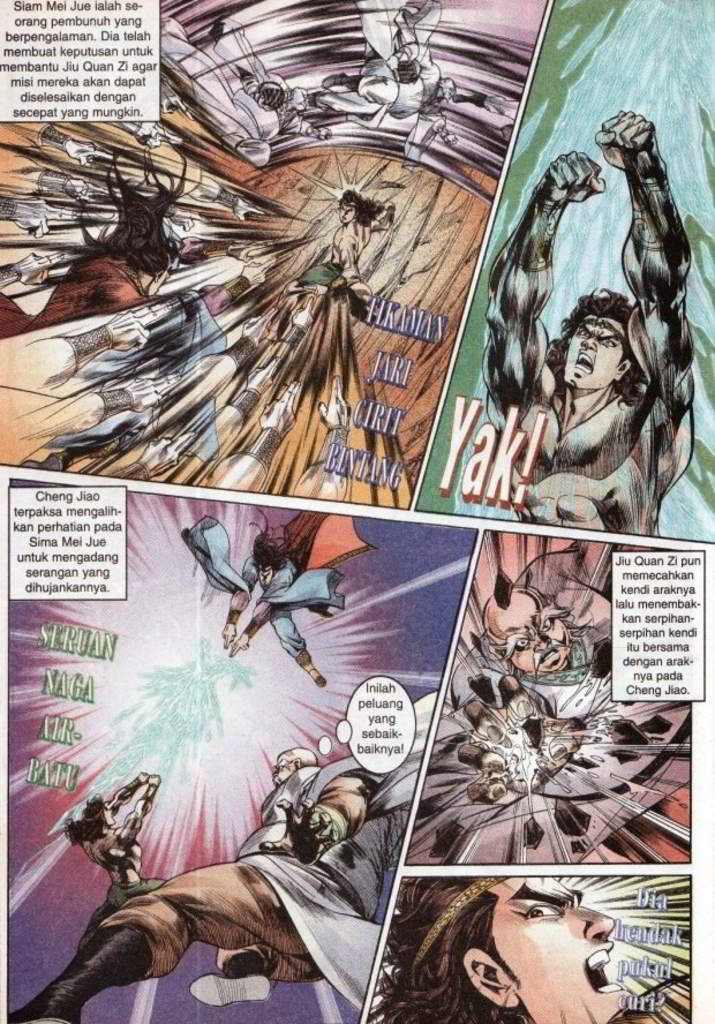 Siam Mei Jue ialah se-
orang pembunuh yang
berpengalaman. Dia telah
membuat keputusan untuk
membantu Jiu Quan Zi agar
misi mereka akan dapat
diselesaikan dengan
secepat yang mungkin.
TIKAMAN
JARI
CIRIT
BINTANG
Yak!
Cheng Jiao
terpaksa mengalih-
kan perhatian pada
Sima Mei Jue
untuk mengadang
serangan yang
dihujankannya.
SERUAN
NAGA
AIR-
BATU
Inilah
peluang
yang
sebaik-
baiknya!
Jiu Quan Zi pun
memecahkan
kendi araknya
lalu menembak-
kan serpihan-
serpihan kendi
itu bersama
dengan arak-
nya pada
Cheng Jiao.
Dia
hendak
pukul
curi?